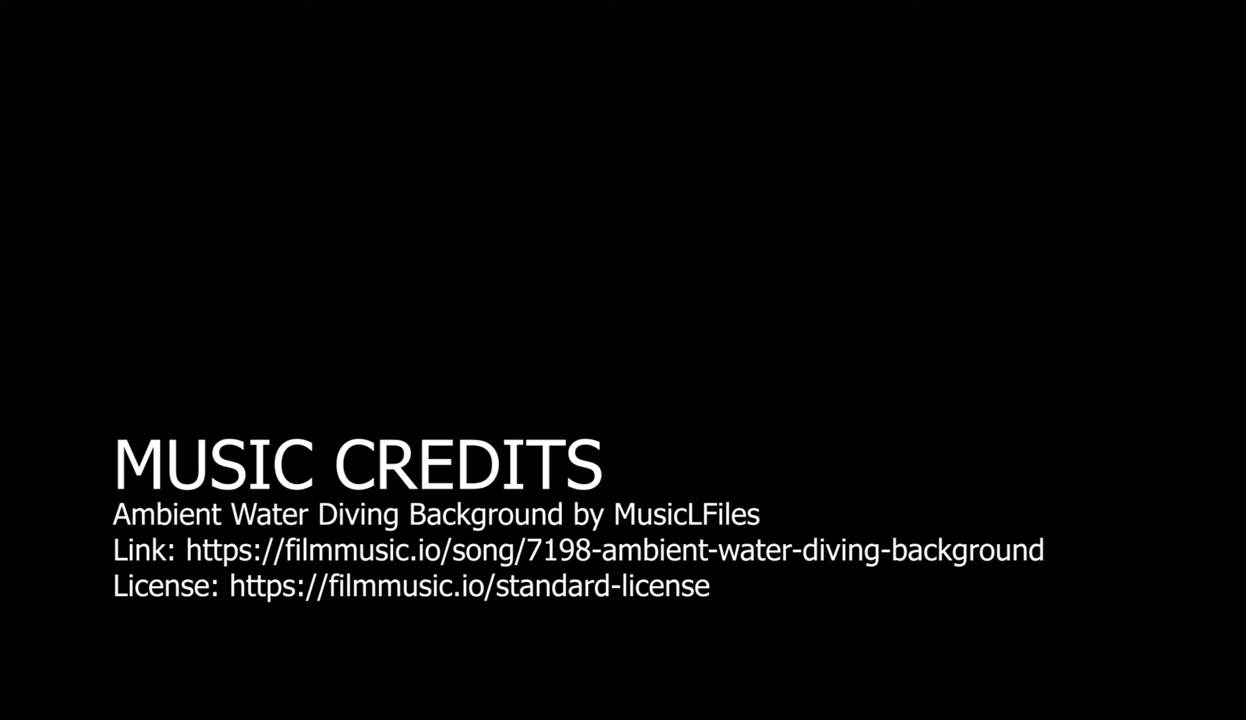 MUSIC CREDITS
Ambient Water Diving Background by MusicLFiles
Link: https://filmmusic.io/song/7198-ambient-water-diving-background
License: https://filmmusic.io/standard-license